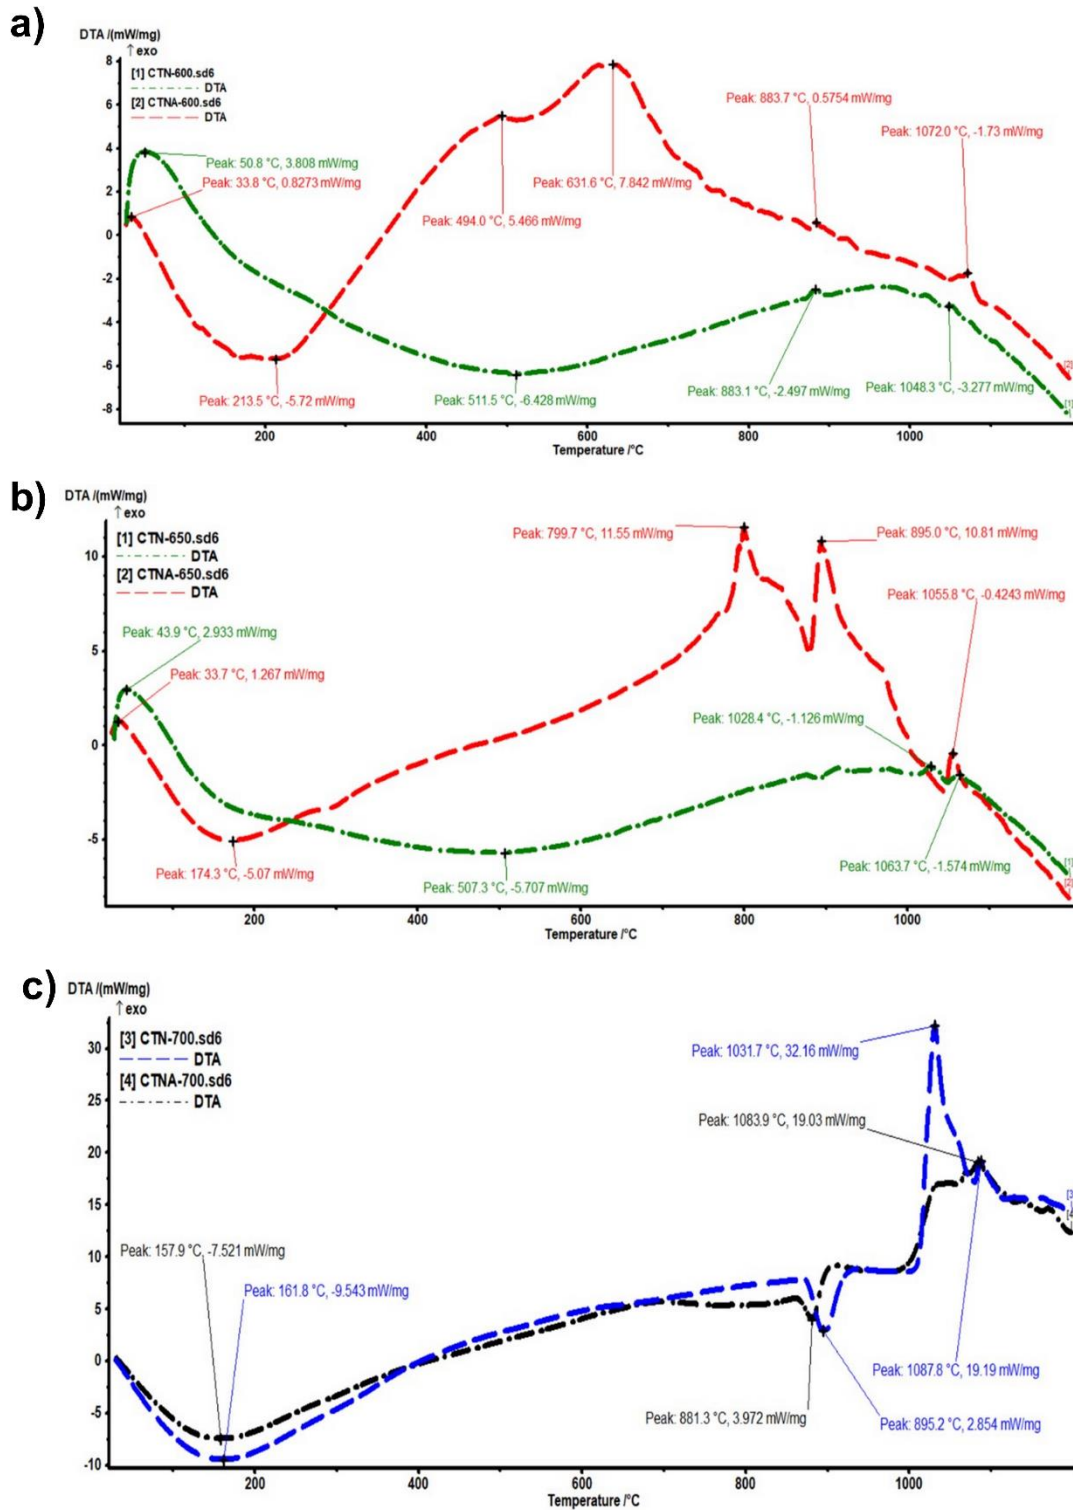 a)
DTA /(mW/mg)
↑ exo
[1] CTN-600.sd6
DTA
[2] CTNA-600.sd6
DTA
8
6
4
2
0
-2
-4
-6
-8
Peak: 50.8 °C, 3.808 mW/mg
Peak: 33.8 °C, 0.8273 mW/mg
Peak: 494.0 °C, 5.466 mW/mg
Peak: 631.6 °C, 7.842 mW/mg
Peak: 883.7 °C, 0.5754 mW/mg
Peak: 1072.0 °C, -1.73 mW/mg
Peak: 213.5 °C, -5.72 mW/mg
Peak: 511.5 °C, -6.428 mW/mg
Peak: 883.1 °C, -2.497 mW/mg
Peak: 1048.3 °C, -3.277 mW/mg
[2]
[1]
200 400 600 800 1000
Temperature /°C
b)
DTA /(mW/mg)
↑ exo
[1] CTN-650.sd6
DTA
[2] CTNA-650.sd6
DTA
10
5
0
-5
Peak: 799.7 °C, 11.55 mW/mg
Peak: 895.0 °C, 10.81 mW/mg
Peak: 1055.8 °C, -0.4243 mW/mg
Peak: 43.9 °C, 2.933 mW/mg
Peak: 33.7 °C, 1.267 mW/mg
Peak: 1028.4 °C, -1.126 mW/mg
Peak: 174.3 °C, -5.07 mW/mg
Peak: 507.3 °C, -5.707 mW/mg
Peak: 1063.7 °C, -1.574 mW/mg
[1]
[2]
200 400 600 800 1000
Temperature /°C
c)
DTA /(mW/mg)
↑ exo
[3] CTN-700.sd6
DTA
[4] CTNA-700.sd6
DTA
30
25
20
15
10
5
0
-5
-10
Peak: 1031.7 °C, 32.16 mW/mg
Peak: 1083.9 °C, 19.03 mW/mg
Peak: 157.9 °C, -7.521 mW/mg
Peak: 161.8 °C, -9.543 mW/mg
Peak: 1087.8 °C, 19.19 mW/mg
Peak: 881.3 °C, 3.972 mW/mg
Peak: 895.2 °C, 2.854 mW/mg
[3
[4
200 400 600 800 1000
Temperature /°C